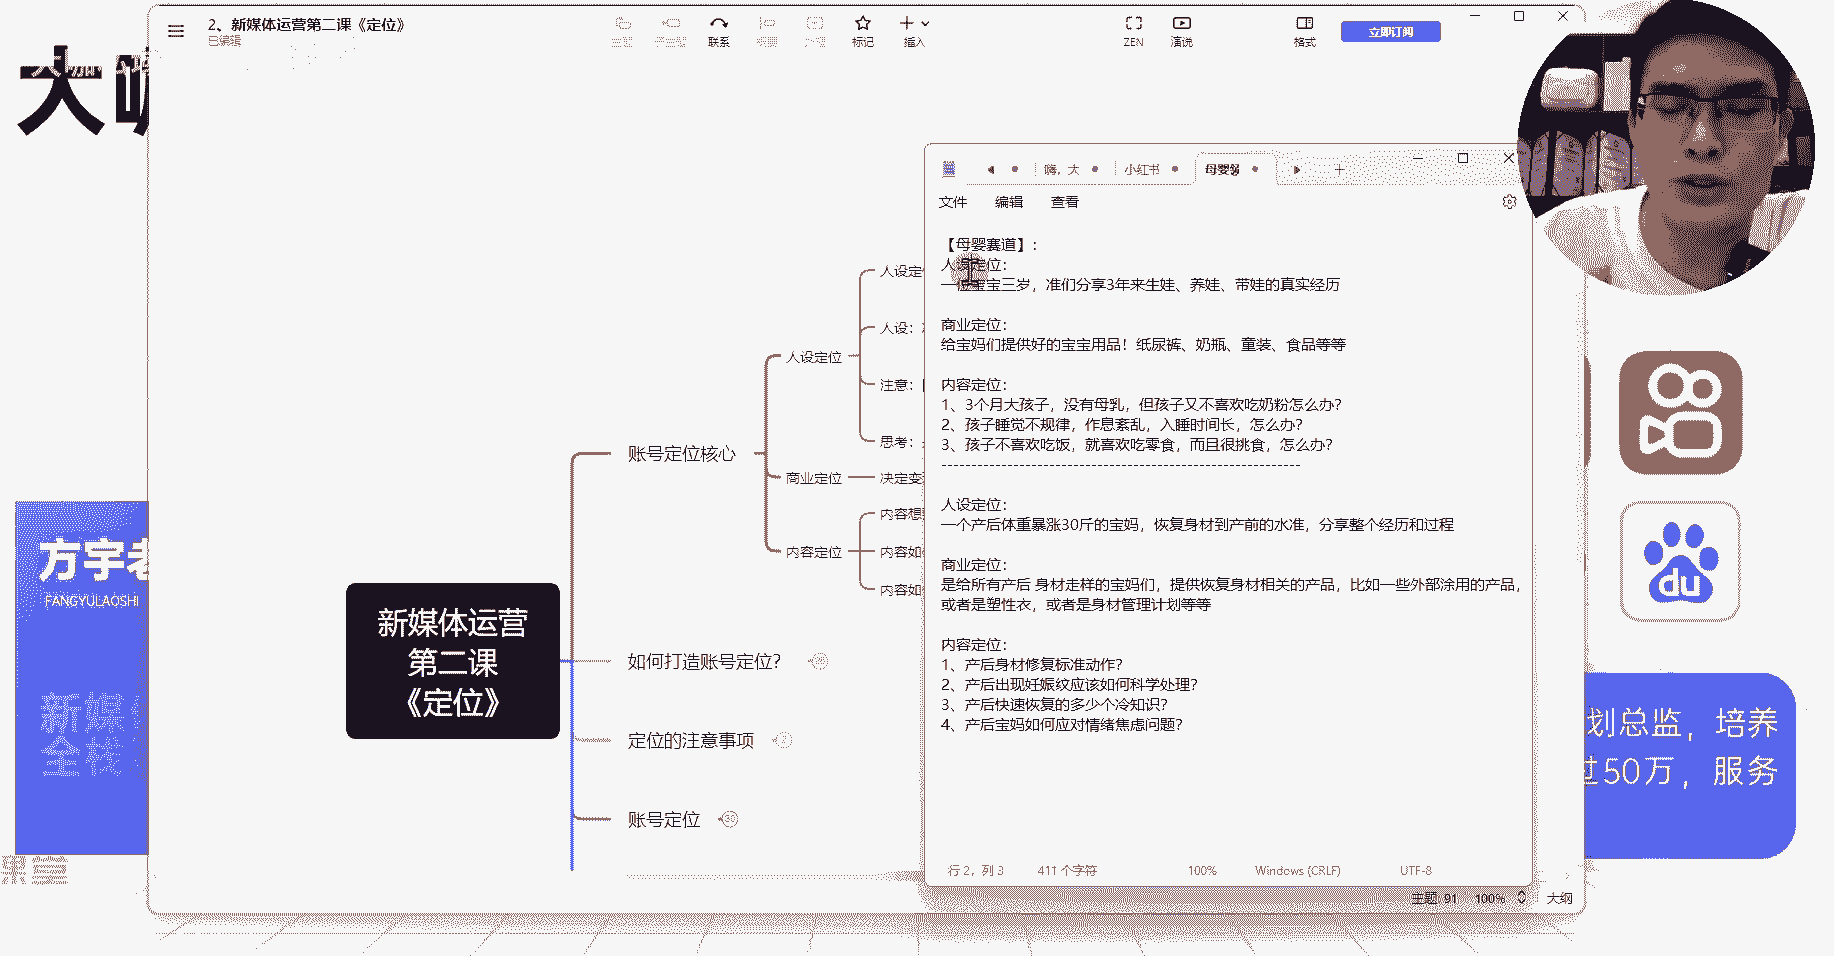 2、新媒体运营第二课《定位》
已编辑
联系
标记
插入
ZEN
演说
格式
立即订阅
方宇
FANGYULAOSHI
新媒
全栈
新媒体运营
第二课
《定位》
账号定位核心
人设定位
人设：
注意：
思考：
商业定位
决定变
内容定位
内容想
内容如
内容如
如何打造账号定位？
定位的注意事项
账号定位
嗨，大
小红书
母婴
文件
编辑
查看
【母婴赛道】：
人设定位：
宝宝三岁，准们分享3年来生娃、养娃、带娃的真实经历
商业定位：
给宝妈们提供好的宝宝用品！纸尿裤、奶瓶、童装、食品等等
内容定位：
1、3个月大孩子，没有母乳，但孩子又不喜欢吃奶粉怎么办？
2、孩子睡觉不规律，作息紊乱，入睡时间长，怎么办？
3、孩子不喜欢吃饭，就喜欢吃零食，而且很挑食，怎么办？
------------------------------------------------------------
人设定位：
一个产后体重暴涨30斤的宝妈，恢复身材到产前的水准，分享整个经历和过程
商业定位：
是给所有产后 身材走样的宝妈们，提供恢复身材相关的产品，比如一些外部涂用的产品，
或者是塑性衣，或者是身材管理计划等等
内容定位：
1、产后身材修复标准动作？
2、产后出现妊娠纹应该如何科学处理？
3、产后快速恢复的多少个冷知识？
4、产后宝妈如何应对情绪焦虑问题？
行 2，列 3
411 个字符
100%
Windows (CRLF)
UTF-8
主题 91
100%
大纲
du
划总监，培养
过50万，服务